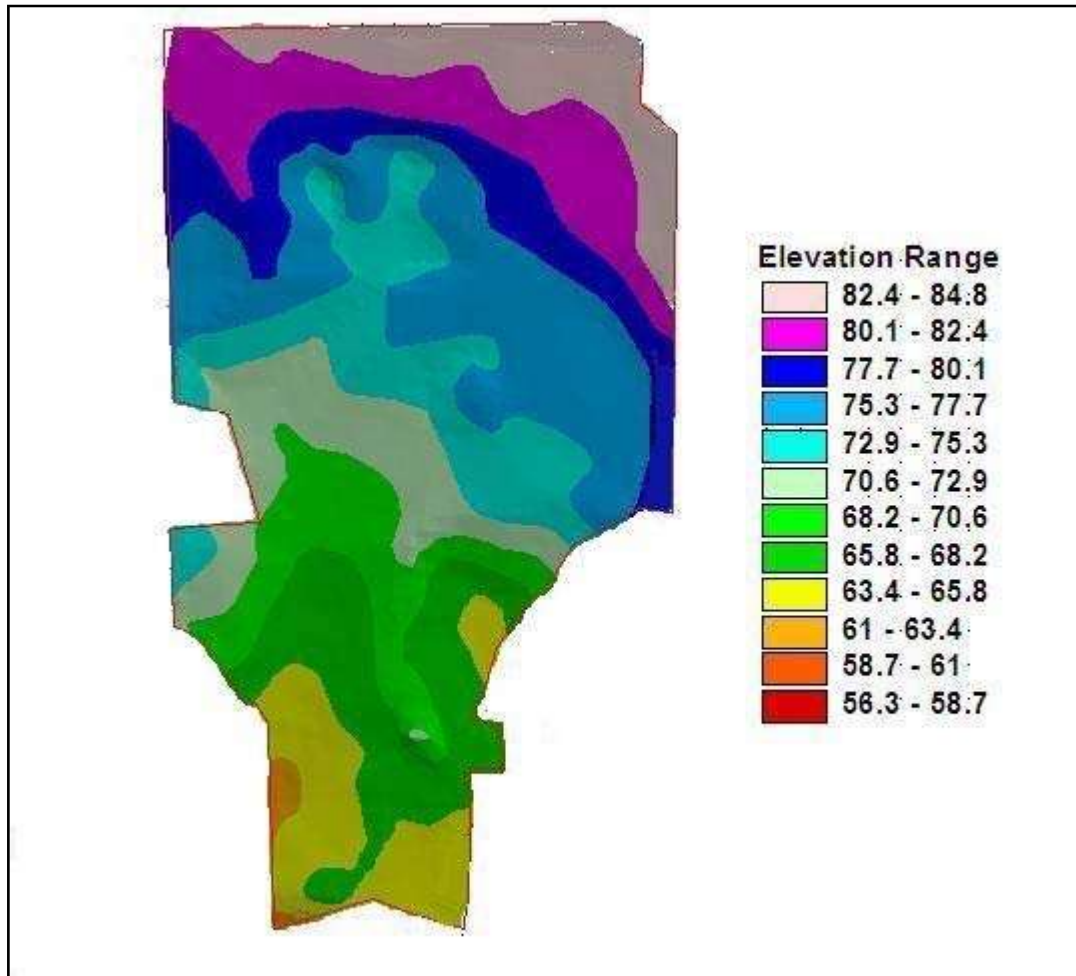 Elevation Range
82.4 - 84.8
80.1 - 82.4
77.7 - 80.1
75.3 - 77.7
72.9 - 75.3
70.6 - 72.9
68.2 - 70.6
65.8 - 68.2
63.4 - 65.8
61 - 63.4
58.7 - 61
56.3 - 58.7